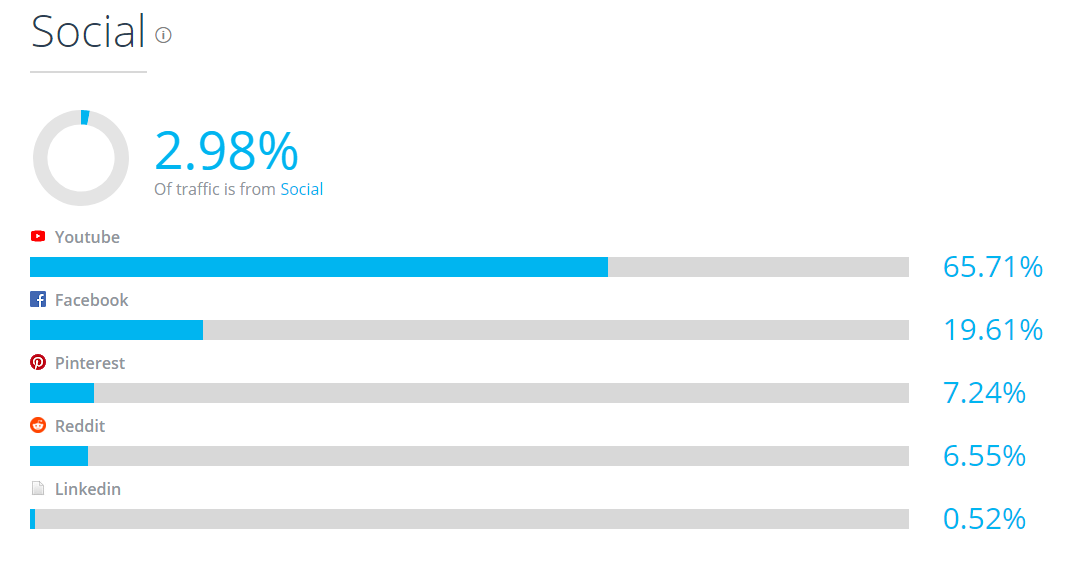 Social
2.98%
Of traffic is from Social
Youtube
65.71%
Facebook
19.61%
Pinterest
7.24%
Reddit
6.55%
Linkedin
0.52%